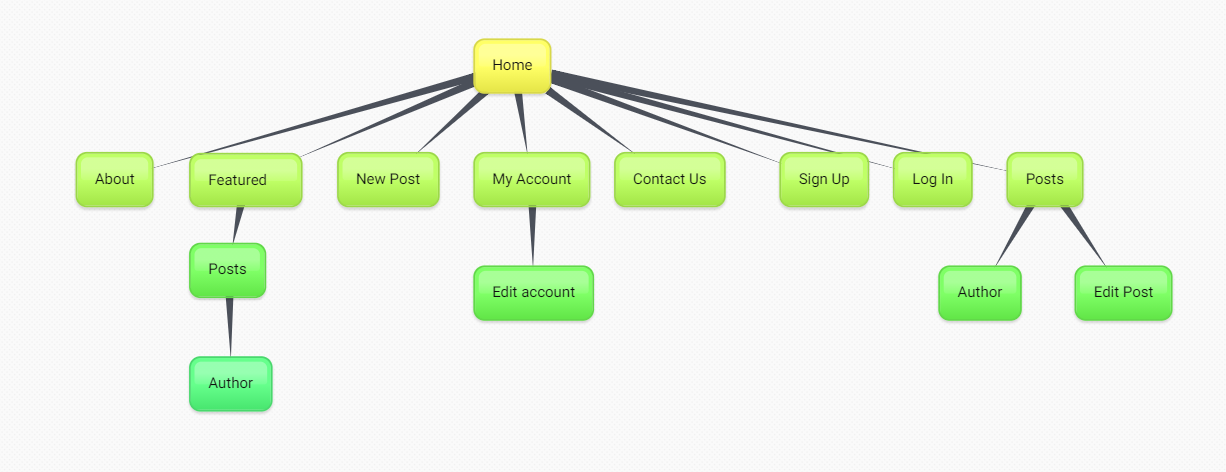 Home
About
Featured
New Post
My Account
Contact Us
Sign Up
Log In
Posts
Posts
Edit account
Author
Edit Post
Author